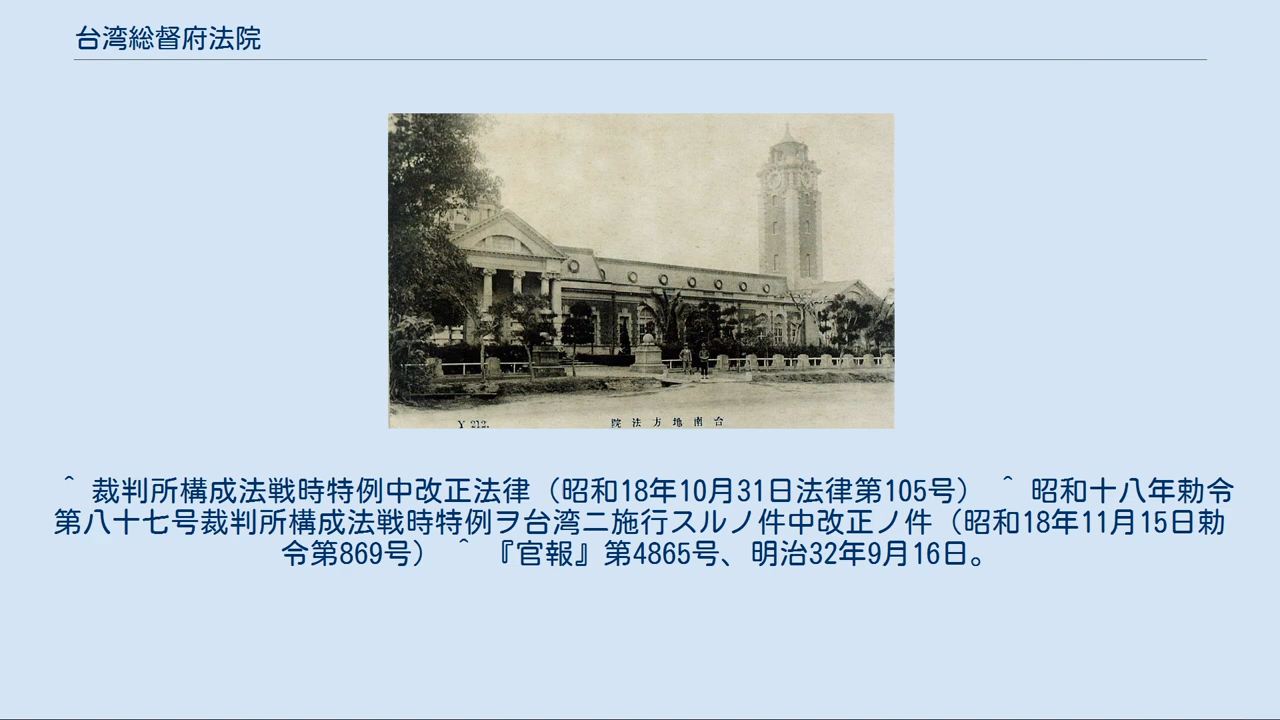 台湾総督府法院
Y 212.
院法方地南台
＾ 裁判所構成法戦時特例中改正法律（昭和18年10月31日法律第105号） ＾ 昭和十八年勅令
第八十七号裁判所構成法戦時特例ヲ台湾ニ施行スルノ件中改正ノ件（昭和18年11月15日勅
令第869号） ＾ 『官報』第4865号、明治32年9月16日。